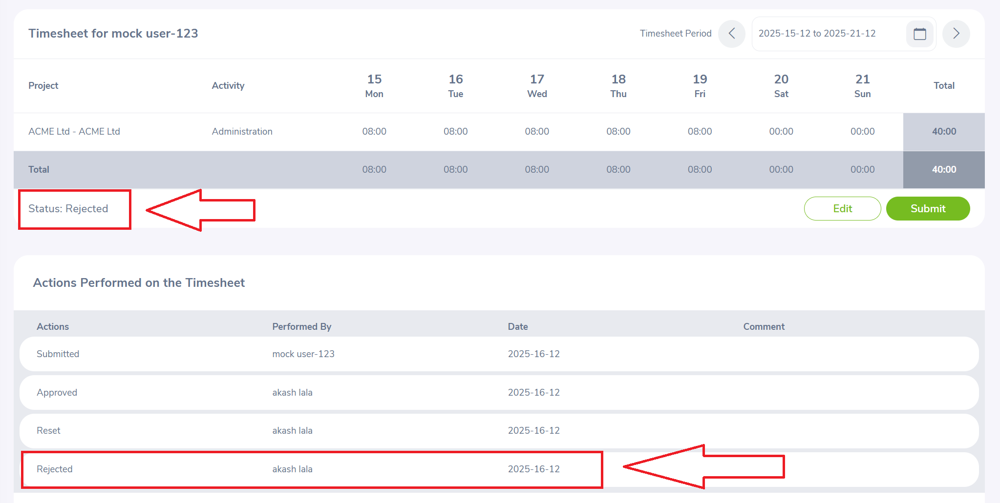 Timesheet for mock user-123
Timesheet Period 2025-15-12 to 2025-21-12
Project Activity 15 Mon 16 Tue 17 Wed 18 Thu 19 Fri 20 Sat 21 Sun Total
ACME Ltd - ACME Ltd Administration 08:00 08:00 08:00 08:00 08:00 00:00 00:00 40:00
Total 08:00 08:00 08:00 08:00 08:00 00:00 00:00 40:00
Status: Rejected Edit Submit
Actions Performed on the Timesheet
Actions Performed By Date Comment
Submitted mock user-123 2025-16-12
Approved akash lala 2025-16-12
Reset akash lala 2025-16-12
Rejected akash lala 2025-16-12